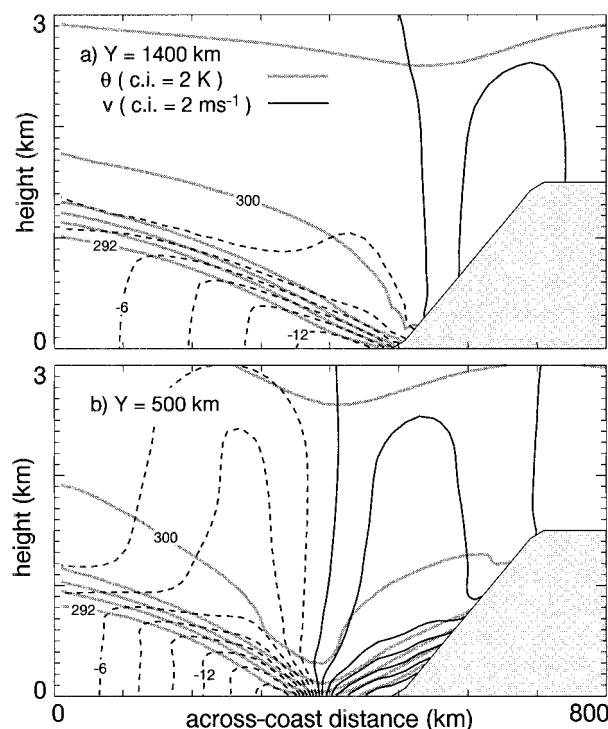 3
a) Y = 1400 km
θ ( c.i. = 2 K )
v ( c.i. = 2 ms⁻¹ )
height (km)
300
292
-6
-12
0
3
b) Y = 500 km
height (km)
300
292
-6
-12
0
0 across-coast distance (km) 800